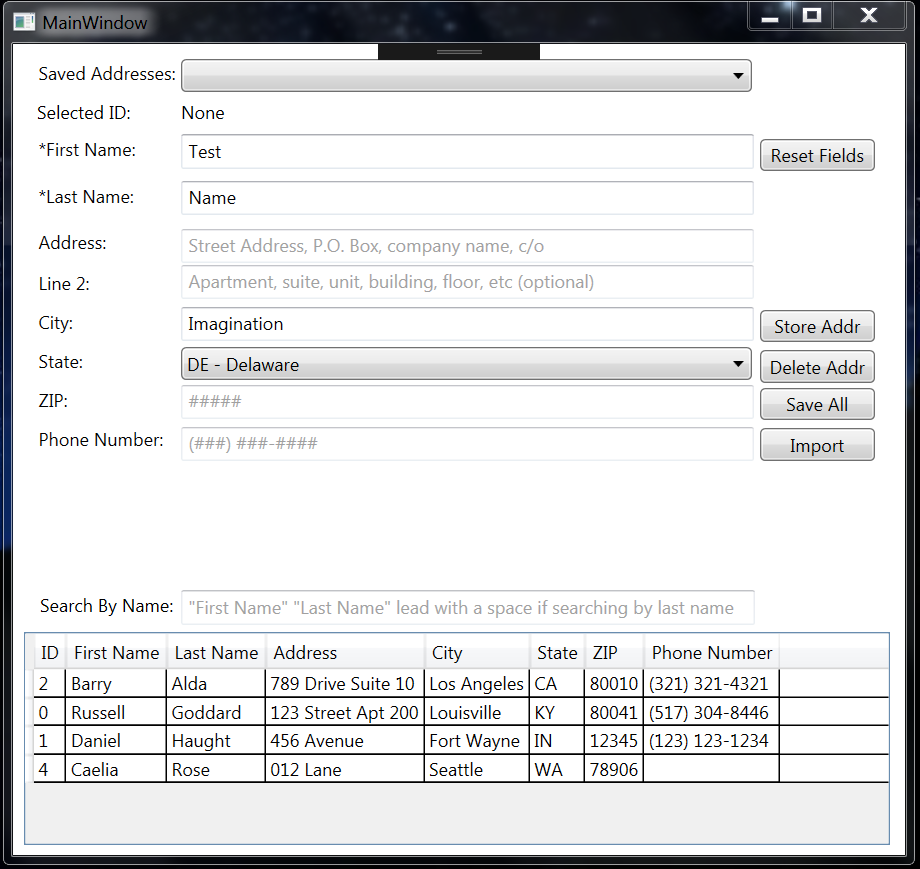 MainWindow
Saved Addresses:
Selected ID: None
*First Name: Test Reset Fields
*Last Name: Name
Address: Street Address, P.O. Box, company name, c/o
Line 2: Apartment, suite, unit, building, floor, etc (optional)
City: Imagination Store Addr
State: DE - Delaware Delete Addr
ZIP: ##### Save All
Phone Number: (###) ###-#### Import
Search By Name: "First Name" "Last Name" lead with a space if searching by last name
ID First Name Last Name Address City State ZIP Phone Number
2 Barry Alda 789 Drive Suite 10 Los Angeles CA 80010 (321) 321-4321
0 Russell Goddard 123 Street Apt 200 Louisville KY 80041 (517) 304-8446
1 Daniel Haught 456 Avenue Fort Wayne IN 12345 (123) 123-1234
4 Caelia Rose 012 Lane Seattle WA 78906